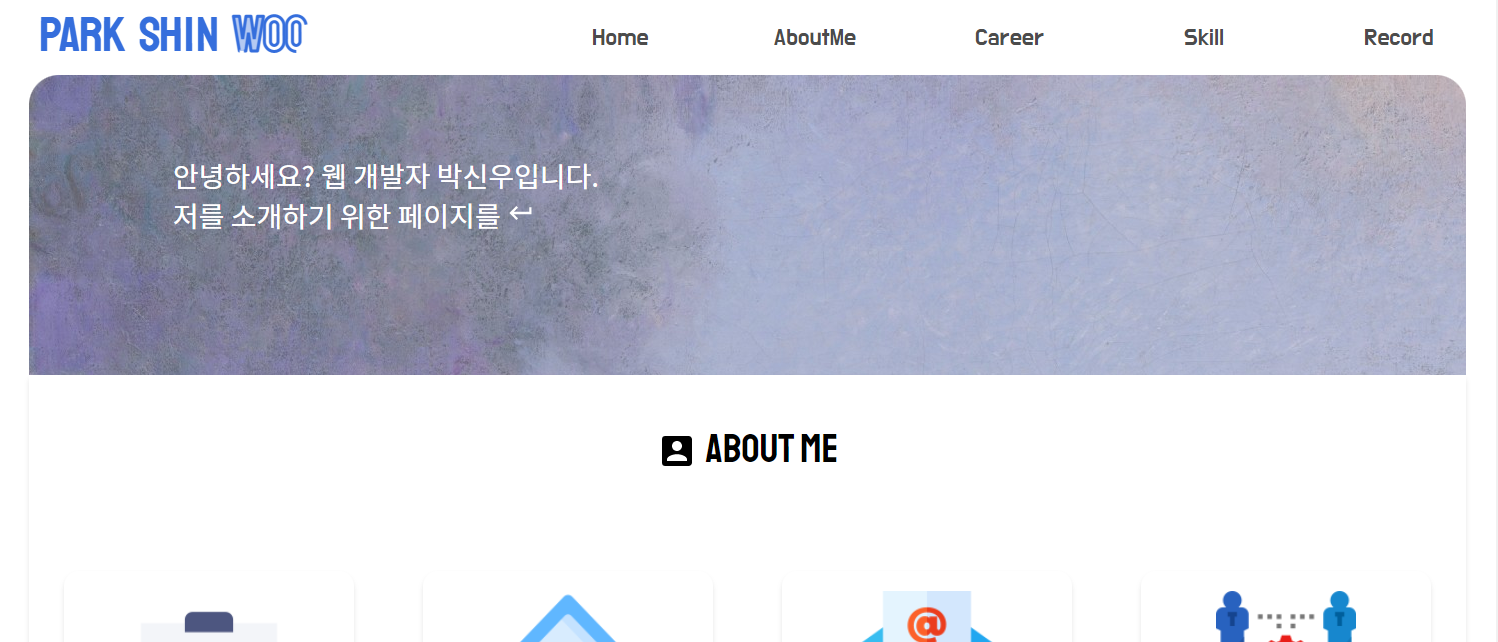 PARK SHIN WOO
Home AboutMe Career Skill Record
안녕하세요? 웹 개발자 박신우입니다.
저를 소개하기 위한 페이지를 ↵
ABOUT ME
@